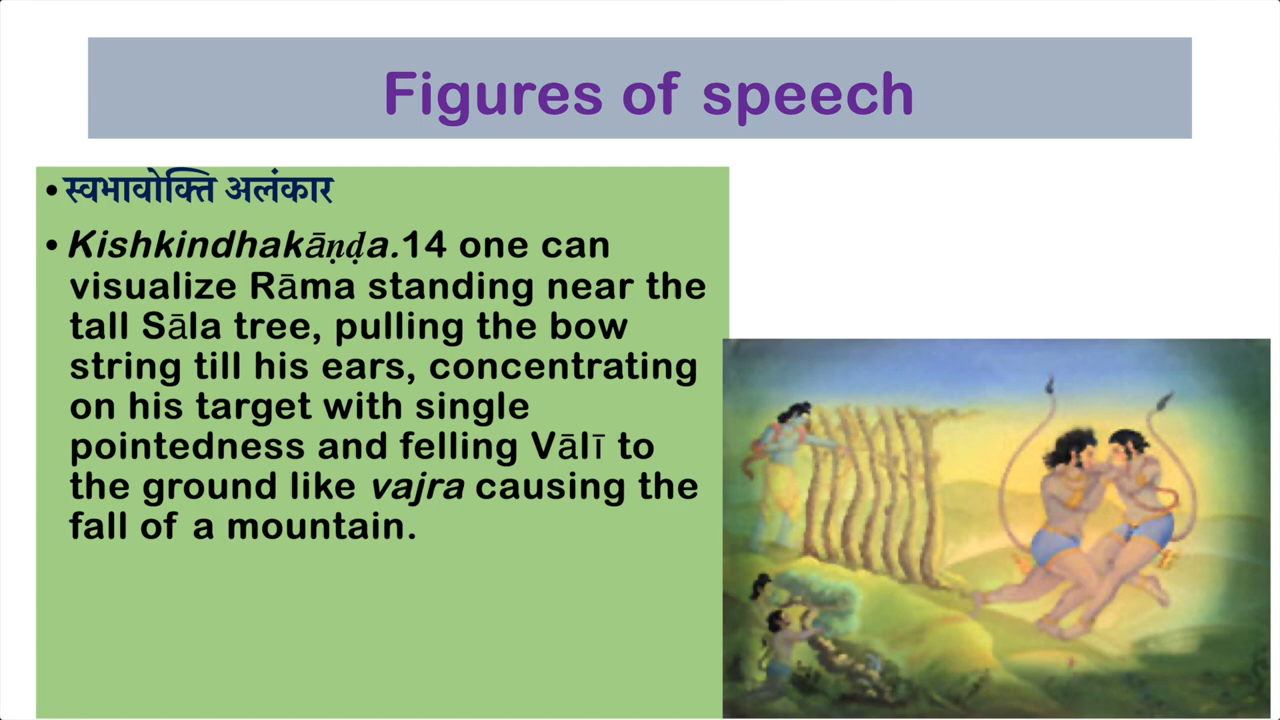 Figures of speech
•स्वभावोक्ति अलंकार
•Kishkindhakāṇḍa.14 one can
visualize Rāma standing near the
tall Sāla tree, pulling the bow
string till his ears, concentrating
on his target with single
pointedness and felling Vālī to
the ground like vajra causing the
fall of a mountain.